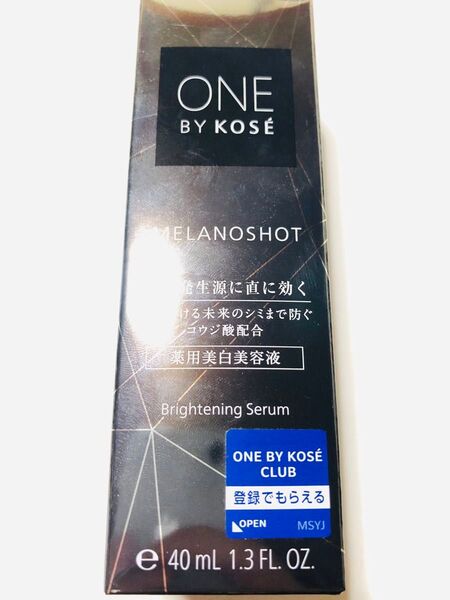 ONE
BY KOSÉ
MELANOSHOT
発生源に直に効く
ける未来のシミまで防ぐ
コウジ酸配合
薬用美白美容液
Brightening Serum
ONE BY KOSÉ
CLUB
登録でもらえる
OPEN MSYJ
e 40 mL 1.3 FL. OZ.